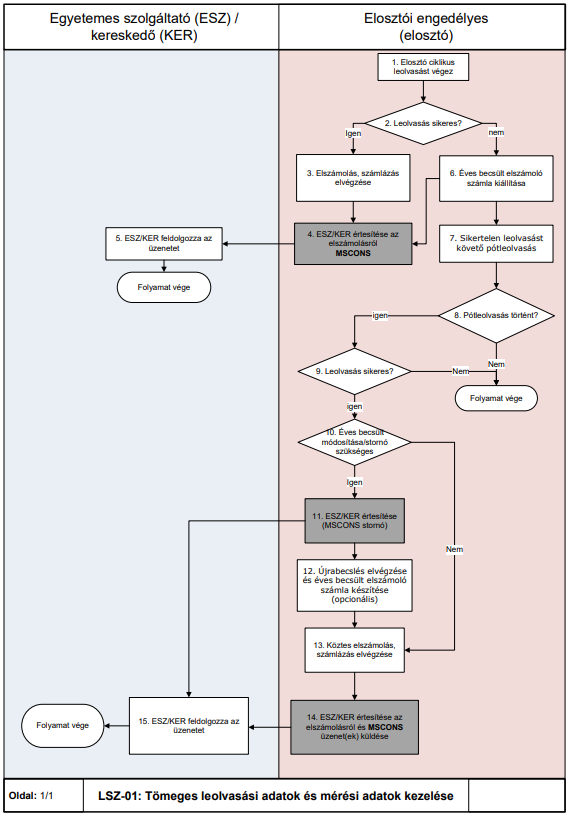 Egyetemes szolgáltató (ESZ) /
kereskedő (KER)
Elosztói engedélyes
(elosztó)
1. Elosztó ciklikus
leolvasást végez
2. Leolvasás sikeres?
Igen
nem
3. Elszámolás, számlázás
elvégzése
6. Éves becsült elszámoló
számla kiállítása
4. ESZ/KER értesítése az
elszámolásról
MSCONS
5. ESZ/KER feldolgozza az
üzenetet
7. Sikertelen leolvasást
követő pótleolvasás
Folyamat vége
8. Pótleolvasás történt?
igen
Nem
9. Leolvasás sikeres?
Nem
Folyamat vége
igen
10. Éves becsült
módosítása/stornó
szükséges
Igen
11. ESZ/KER értesítése
(MSCONS stornó)
Nem
12. Újrabecslés elvégzése
és éves becsült elszámoló
számla készítése
(opcionális)
13. Köztes elszámolás,
számlázás elvégzése
14. ESZ/KER értesítése az
elszámolásról és MSCONS
üzenet(ek) küldése
15. ESZ/KER feldolgozza az
üzenetet
Folyamat vége
Oldal: 1/1
LSZ-01: Tömeges leolvasási adatok és mérési adatok kezelése